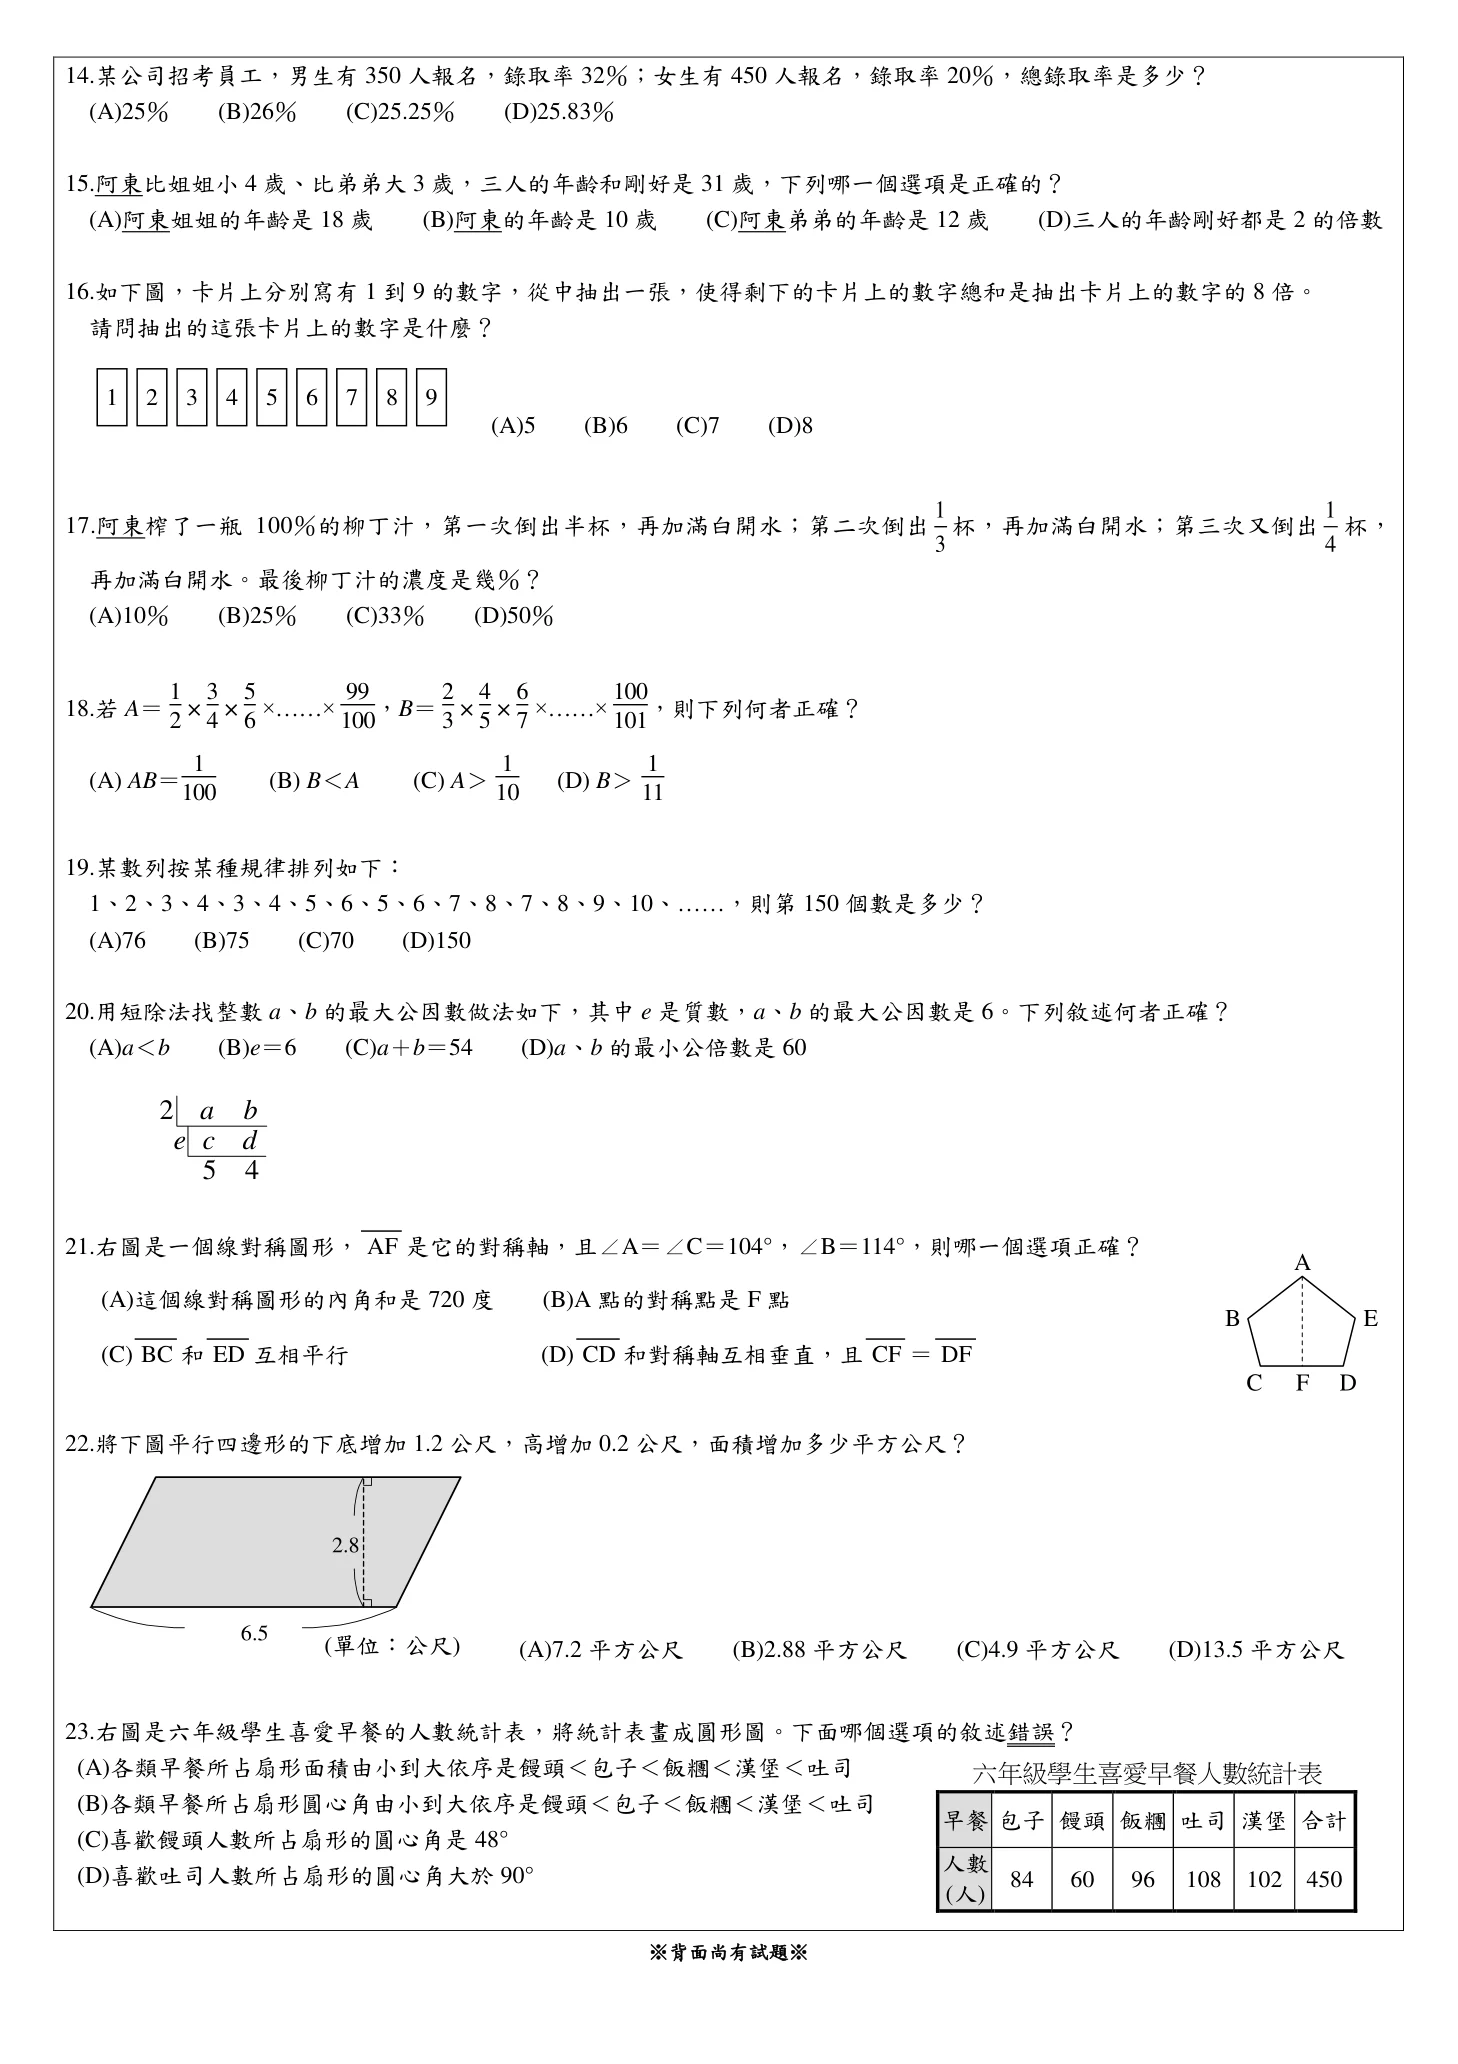 14.某公司招考員工，男生有 350 人報名，錄取率 32％；女生有 450 人報名，錄取率 20％，總錄取率是多少？
(A)25％ (B)26％ (C)25.25％ (D)25.83％
15.阿東比姐姐小 4 歲、比弟弟大 3 歲，三人的年齡和剛好是 31 歲，下列哪一個選項是正確的？
(A)阿東姐姐的年齡是 18 歲 (B)阿東的年齡是 10 歲 (C)阿東弟弟的年齡是 12 歲 (D)三人的年齡剛好都是 2 的倍數
16.如下圖，卡片上分別寫有 1 到 9 的數字，從中抽出一張，使得剩下的卡片上的數字總和是抽出卡片上的數字的 8 倍。
請問抽出的這張卡片上的數字是什麼？
1 2 3 4 5 6 7 8 9
(A)5 (B)6 (C)7 (D)8
17.阿東榨了一瓶 100％的柳丁汁，第一次倒出半杯，再加滿白開水；第二次倒出 1/3 杯，再加滿白開水；第三次又倒出 1/4 杯，
再加滿白開水。最後柳丁汁的濃度是幾％？
(A)10％ (B)25％ (C)33％ (D)50％
18.若 A＝ 1/2 × 3/4 × 5/6 ×……× 99/100，B＝ 2/3 × 4/5 × 6/7 ×……× 100/101，則下列何者正確？
(A) AB＝1/100 (B) B＜A (C) A＞ 1/10 (D) B＞ 1/11
19.某數列按某種規律排列如下：
1、2、3、4、3、4、5、6、5、6、7、8、7、8、9、10、……，則第 150 個數是多少？
(A)76 (B)75 (C)70 (D)150
20.用短除法找整數 a、b 的最大公因數做法如下，其中 e 是質數，a、b 的最大公因數是 6。下列敘述何者正確？
(A)a＜b (B)e＝6 (C)a＋b＝54 (D)a、b 的最小公倍數是 60
2 a b
e c d
5 4
21.右圖是一個線對稱圖形， AF 是它的對稱軸，且∠A＝∠C＝104°，∠B＝114°，則哪一個選項正確？
(A)這個線對稱圖形的內角和是 720 度 (B)A 點的對稱點是 F 點
(C) BC 和 ED 互相平行 (D) CD 和對稱軸互相垂直，且 CF ＝ DF
A
B E
C F D
22.將下圖平行四邊形的下底增加 1.2 公尺，高增加 0.2 公尺，面積增加多少平方公尺？
2.8
6.5
(單位：公尺)
(A)7.2 平方公尺 (B)2.88 平方公尺 (C)4.9 平方公尺 (D)13.5 平方公尺
23.右圖是六年級學生喜愛早餐的人數統計表，將統計表畫成圓形圖。下面哪個選項的敘述錯誤？
(A)各類早餐所占扇形面積由小到大依序是饅頭＜包子＜飯糰＜漢堡＜吐司
(B)各類早餐所占扇形圓心角由小到大依序是饅頭＜包子＜飯糰＜漢堡＜吐司
(C)喜歡饅頭人數所占扇形的圓心角是 48°
(D)喜歡吐司人數所占扇形的圓心角大於 90°
六年級學生喜愛早餐人數統計表
早餐 包子 饅頭 飯糰 吐司 漢堡 合計
人數
(人) 84 60 96 108 102 450
※背面尚有試題※